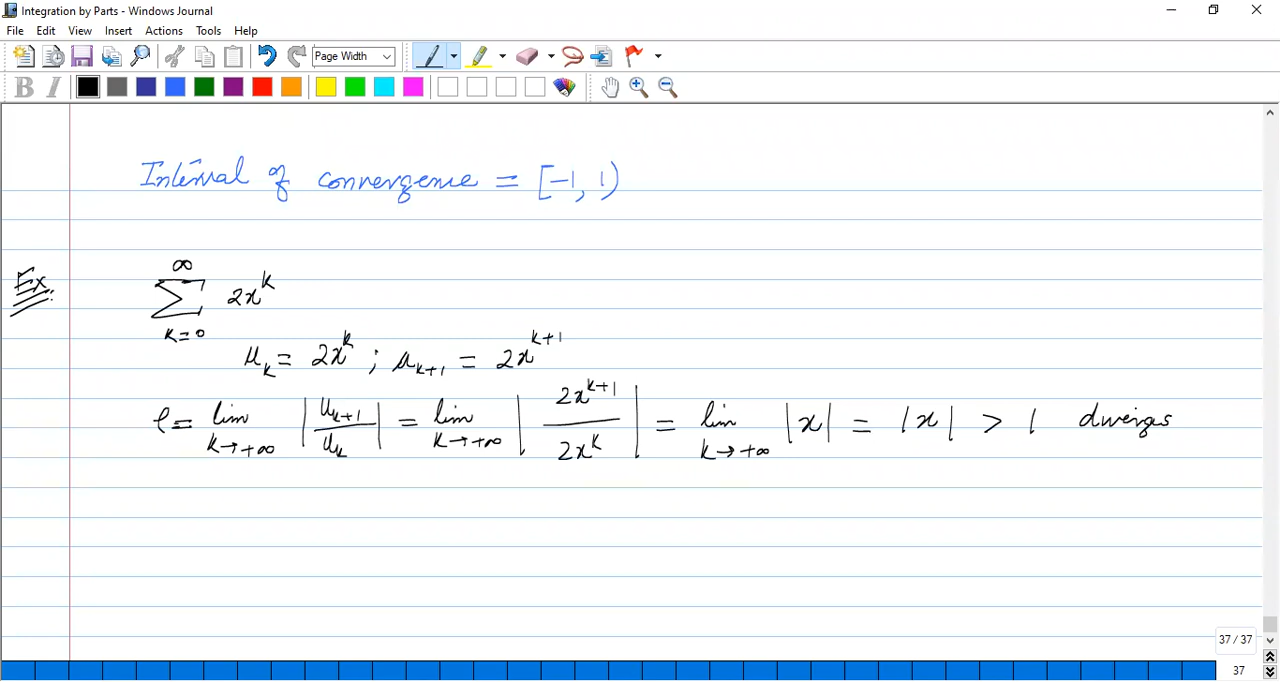 Integration by Parts - Windows Journal
File Edit View Insert Actions Tools Help
Page Width
B I
Interval of convergence = [-1, 1)
Ex. ∞
∑ 2x^k
k=0
u_k = 2x^k ; u_{k+1} = 2x^{k+1}
ρ = lim_{k→+∞} |u_{k+1}/u_k| = lim_{k→+∞} |2x^{k+1}/2x^k| = lim_{k→+∞} |x| = |x| > 1 diverges
37 / 37
37